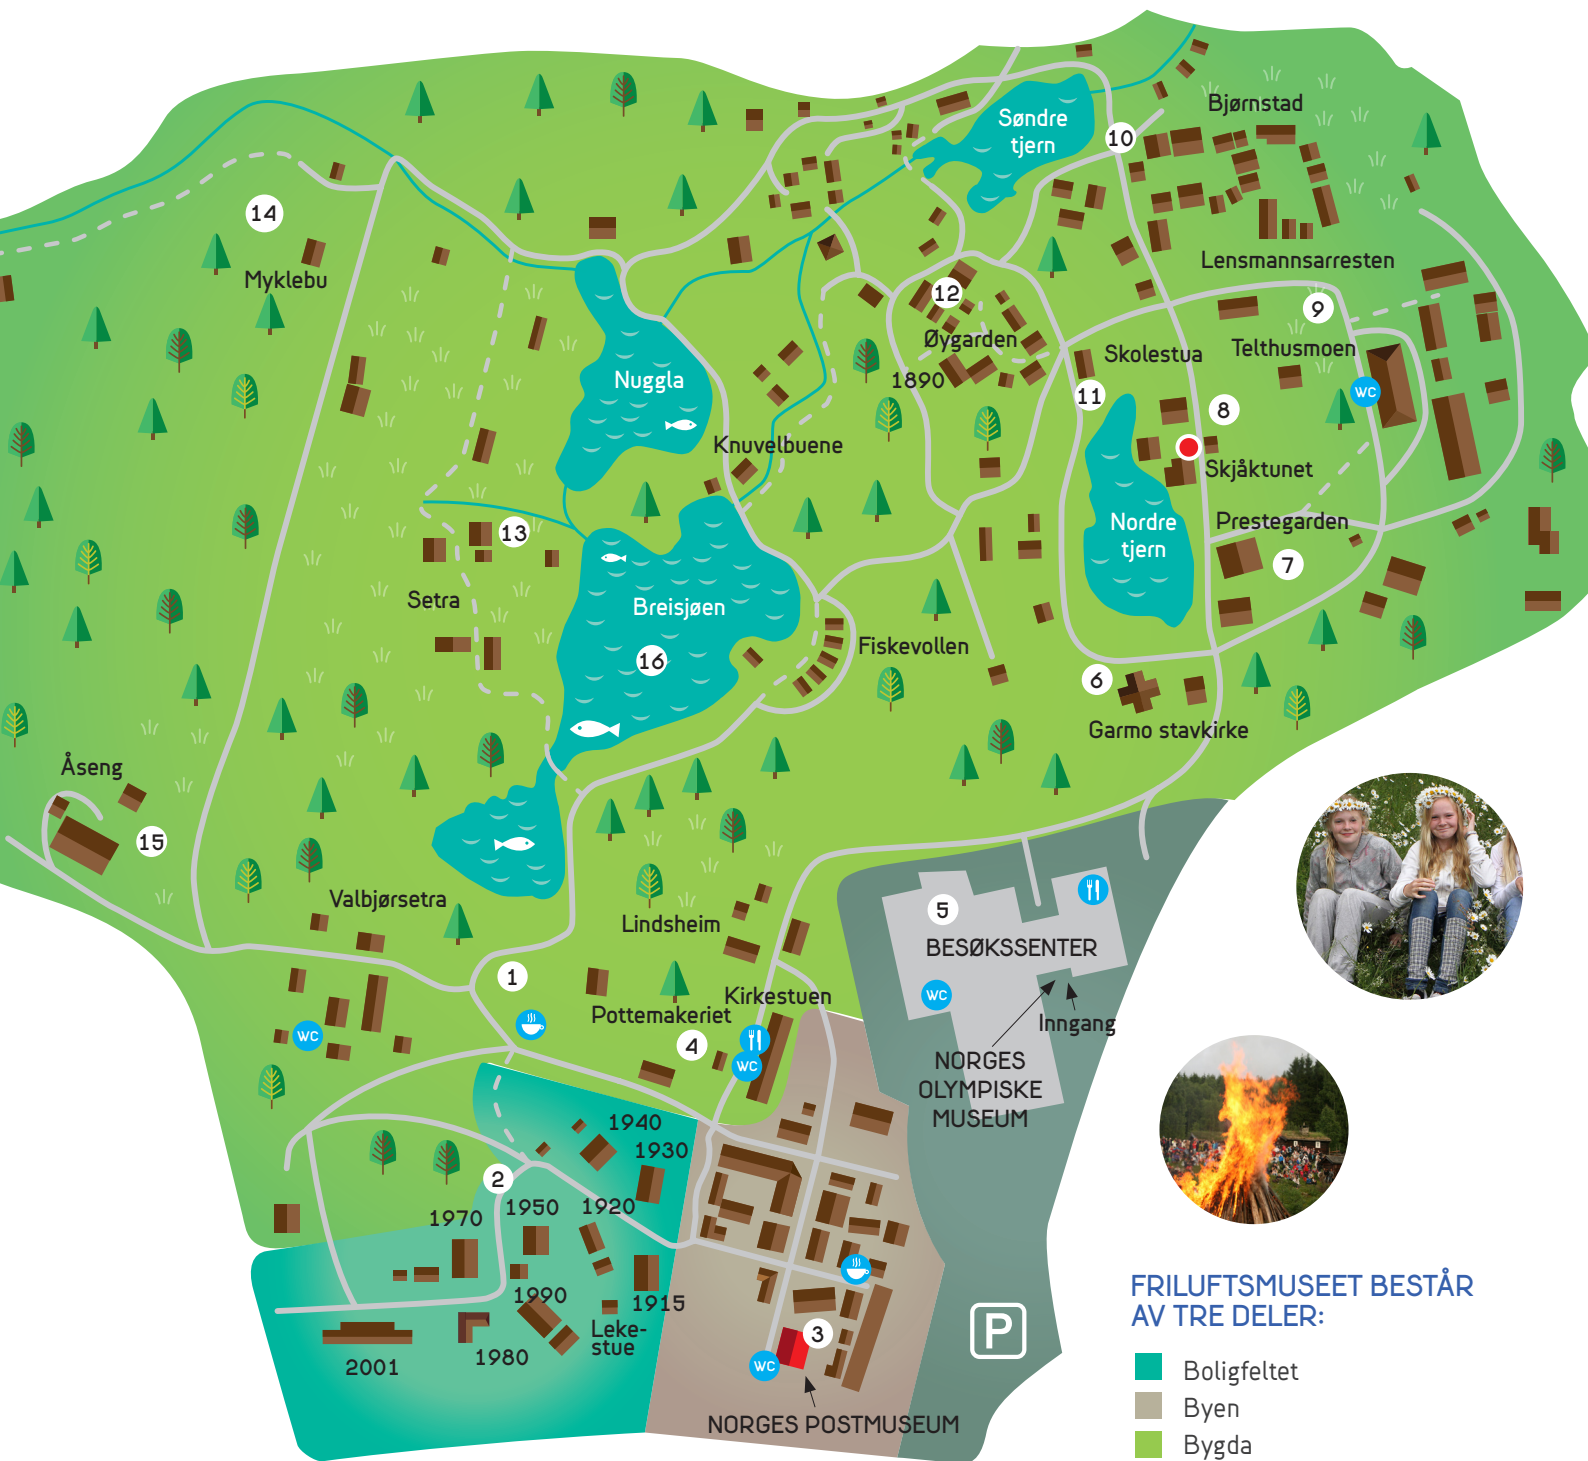 Søndre
tjern
Bjørnstad
10
14
Myklebu
Lensmannsarresten
12
9
Øygarden
Telthusmoen
Skolestua
Nuggla
1890
WC
11
8
Knuvelbuene
Skjåktunet
13
Nordre
tjern
Prestegarden
7
Setra
Breisjøen
16
Fiskevollen
6
Garmo stavkirke
Åseng
15
Valbjørsetra
Lindsheim
5
BESØKSSENTER
1
WC
Kirkestuen
Pottemakeriet
Inngang
WC
4
WC
NORGES
OLYMPISKE
MUSEUM
1940
1930
2
1950
1920
1970
1990
1915
Leke-
stue
1980
2001
3
WC
P
NORGES POSTMUSEUM
FRILUFTSMUSEET BESTÅR
AV TRE DELER:
Boligfeltet
Byen
Bygda